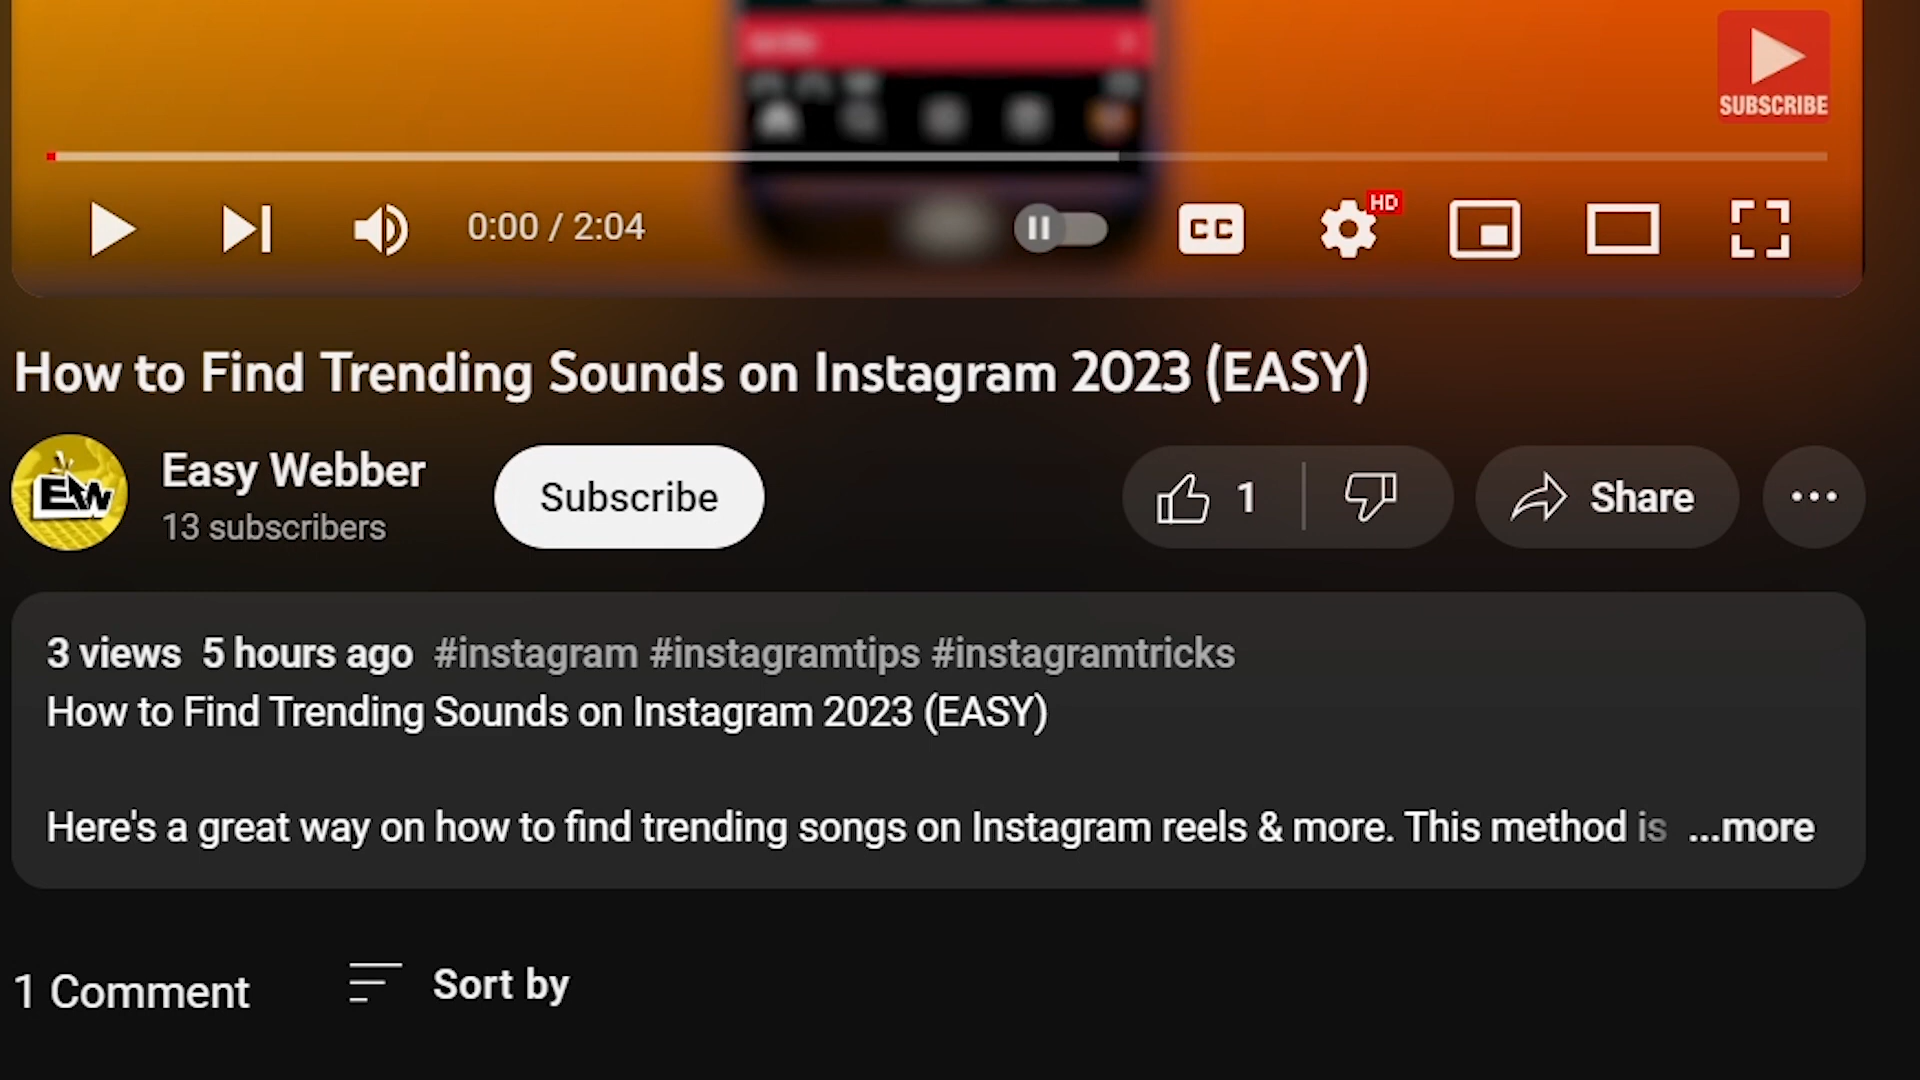 SUBSCRIBE
0:00 / 2:04
CC
HD
How to Find Trending Sounds on Instagram 2023 (EASY)
EW
Easy Webber
13 subscribers
Subscribe
1
Share
3 views 5 hours ago #instagram #instagramtips #instagramtricks
How to Find Trending Sounds on Instagram 2023 (EASY)
Here's a great way on how to find trending songs on Instagram reels & more. This method is ...more
1 Comment
Sort by